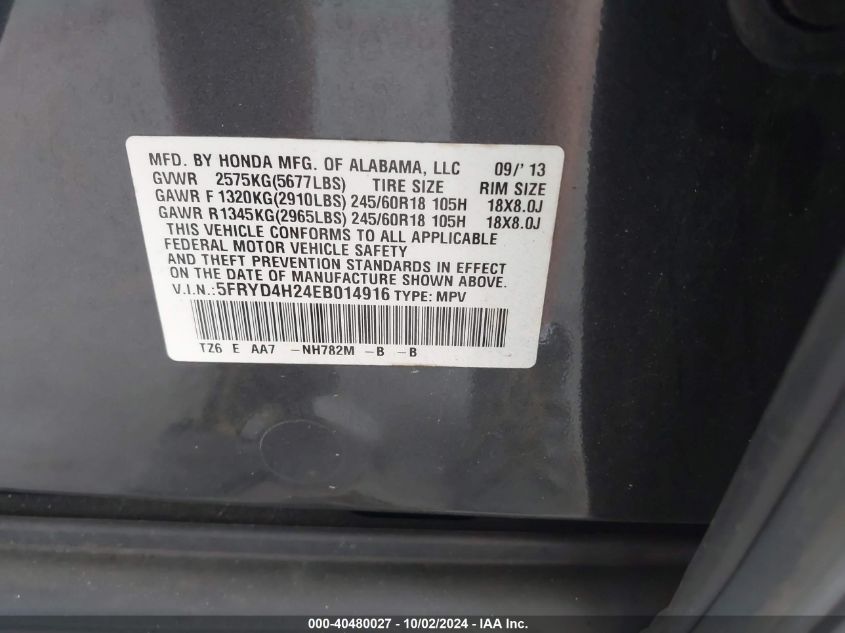 MFD. BY HONDA MFG. OF ALABAMA, LLC 09/' 13
GVWR 2575KG(5677LBS) TIRE SIZE RIM SIZE
GAWR F 1320KG(2910LBS) 245/60R18 105H 18X8.0J
GAWR R1345KG(2965LBS) 245/60R18 105H 18X8.0J
THIS VEHICLE CONFORMS TO ALL APPLICABLE
FEDERAL MOTOR VEHICLE SAFETY
AND THEFT PREVENTION STANDARDS IN EFFECT
ON THE DATE OF MANUFACTURE SHOWN ABOVE.
V.I.N.:5FRYD4H24EB014916 TYPE: MPV
TZ6 E AA7 -NH782M -B -B
000-40480027 - 10/02/2024 - IAA Inc.